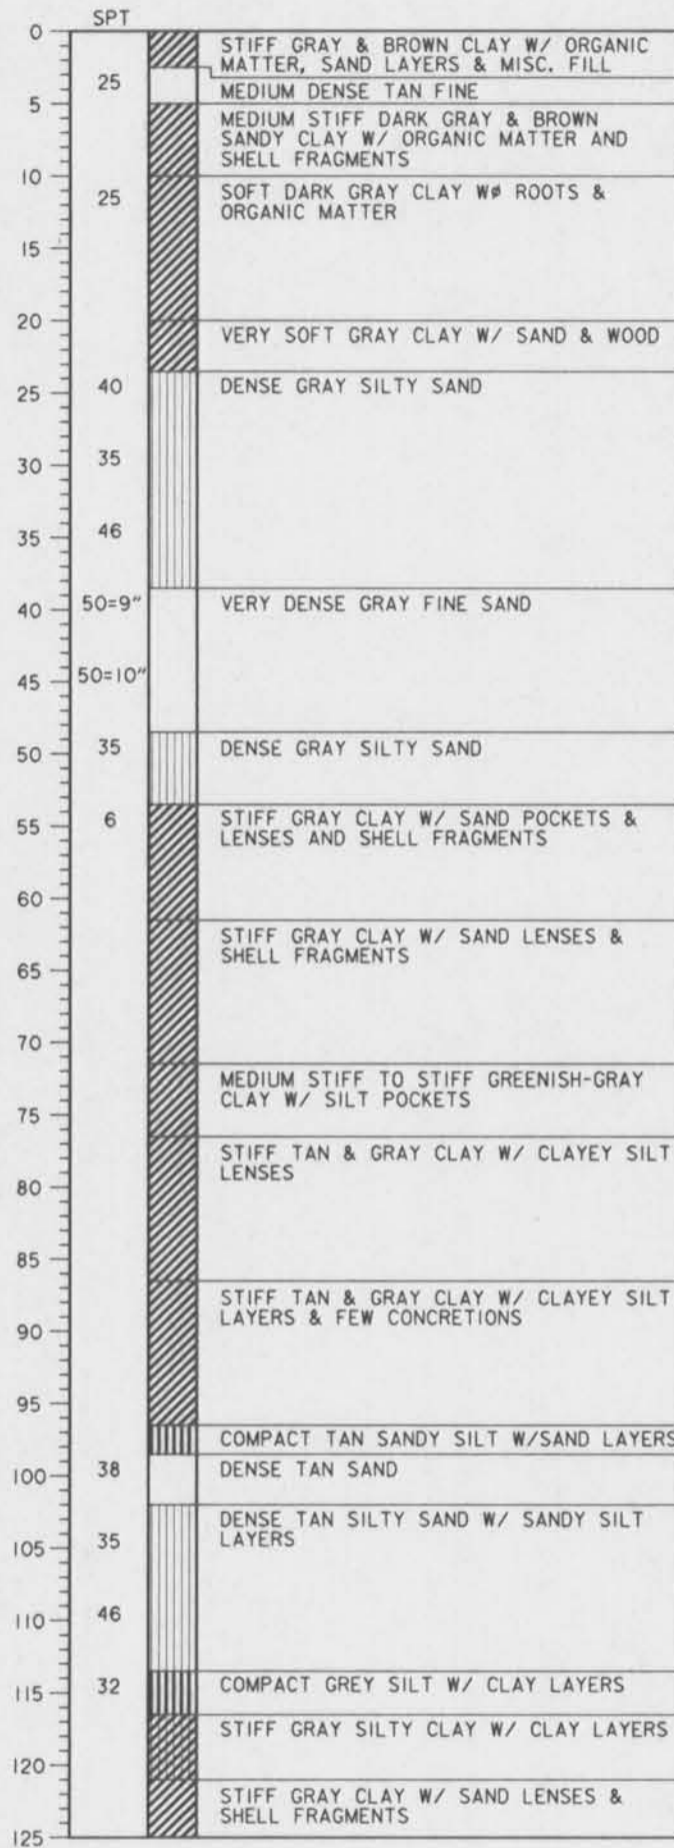 SPT
0
STIFF GRAY & BROWN CLAY W/ ORGANIC
MATTER, SAND LAYERS & MISC. FILL
25
MEDIUM DENSE TAN FINE
5
MEDIUM STIFF DARK GRAY & BROWN
SANDY CLAY W/ ORGANIC MATTER AND
SHELL FRAGMENTS
10
25
SOFT DARK GRAY CLAY WØ ROOTS &
ORGANIC MATTER
15
20
VERY SOFT GRAY CLAY W/ SAND & WOOD
25
40
DENSE GRAY SILTY SAND
30
35
35
46
40
50=9"
VERY DENSE GRAY FINE SAND
45
50=10"
50
35
DENSE GRAY SILTY SAND
55
6
STIFF GRAY CLAY W/ SAND POCKETS &
LENSES AND SHELL FRAGMENTS
60
STIFF GRAY CLAY W/ SAND LENSES &
SHELL FRAGMENTS
65
70
MEDIUM STIFF TO STIFF GREENISH-GRAY
CLAY W/ SILT POCKETS
75
STIFF TAN & GRAY CLAY W/ CLAYEY SILT
LENSES
80
85
STIFF TAN & GRAY CLAY W/ CLAYEY SILT
LAYERS & FEW CONCRETIONS
90
95
COMPACT TAN SANDY SILT W/SAND LAYERS
100
38
DENSE TAN SAND
DENSE TAN SILTY SAND W/ SANDY SILT
LAYERS
105
35
110
46
115
32
COMPACT GREY SILT W/ CLAY LAYERS
STIFF GRAY SILTY CLAY W/ CLAY LAYERS
120
STIFF GRAY CLAY W/ SAND LENSES &
SHELL FRAGMENTS
125